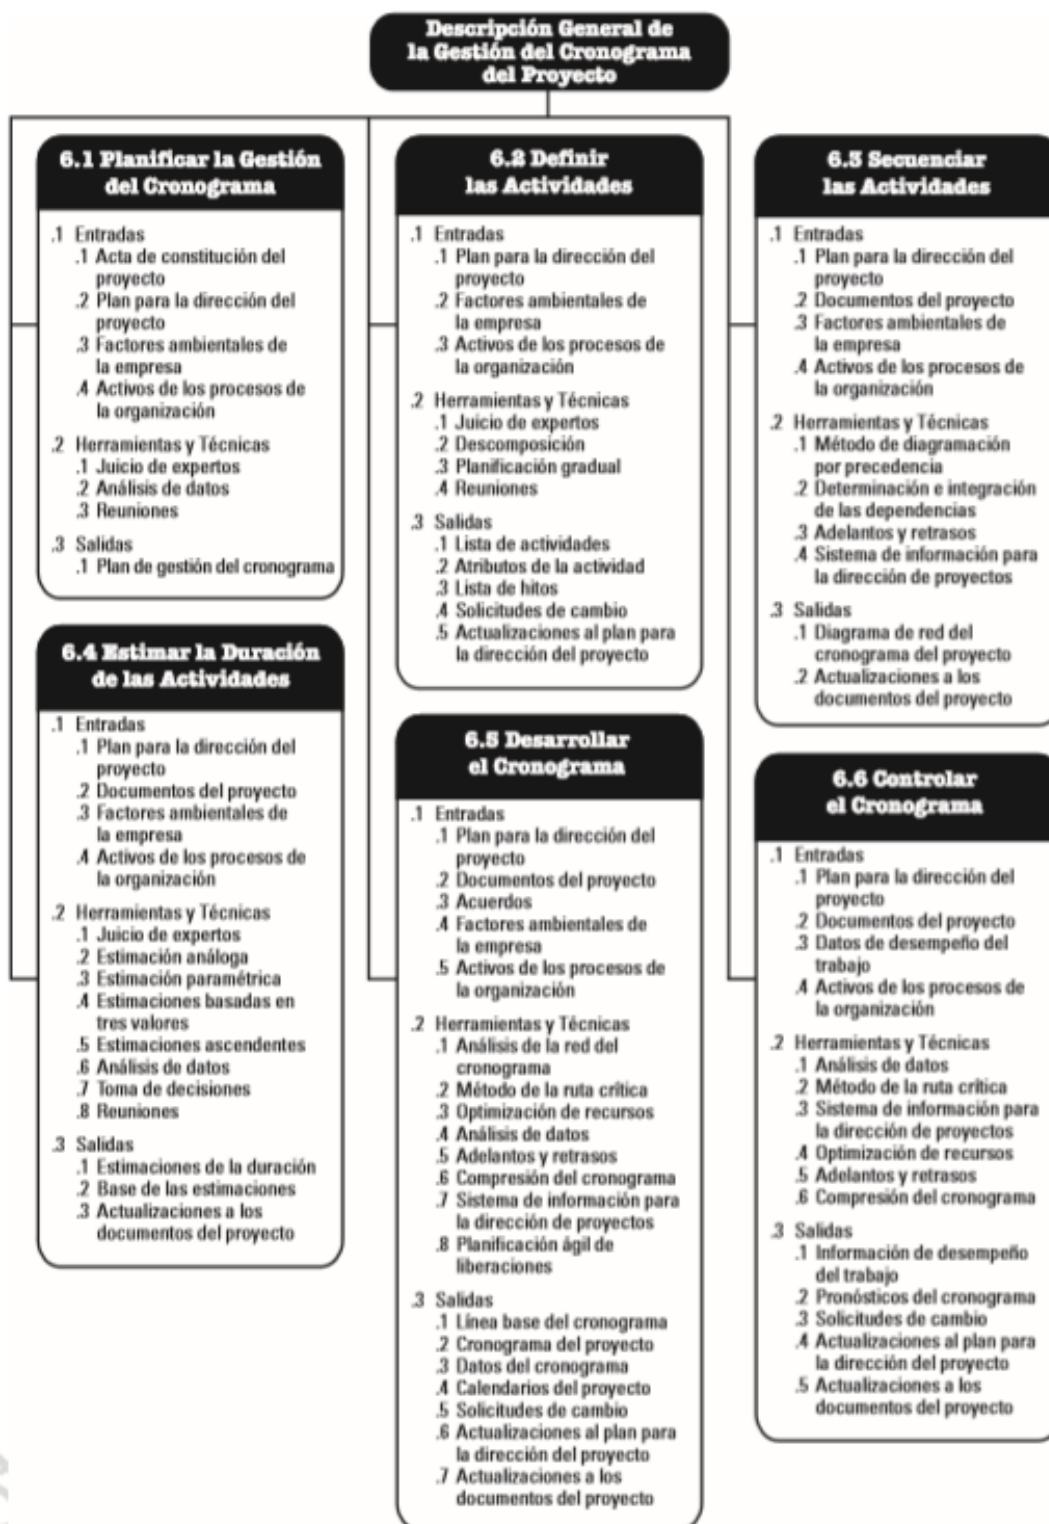 Descripción General de
la Gestión del Cronograma
del Proyecto
6.1 Planificar la Gestión
del Cronograma
.1 Entradas
.1 Acta de constitución del
proyecto
.2 Plan para la dirección del
proyecto
.3 Factores ambientales de
la empresa
.4 Activos de los procesos de
la organización
.2 Herramientas y Técnicas
.1 Juicio de expertos
.2 Análisis de datos
.3 Reuniones
.3 Salidas
.1 Plan de gestión del cronograma
6.2 Definir
las Actividades
.1 Entradas
.1 Plan para la dirección del
proyecto
.2 Factores ambientales de
la empresa
.3 Activos de los procesos de
la organización
.2 Herramientas y Técnicas
.1 Juicio de expertos
.2 Descomposición
.3 Planificación gradual
.4 Reuniones
.3 Salidas
.1 Lista de actividades
.2 Atributos de la actividad
.3 Lista de hitos
.4 Solicitudes de cambio
.5 Actualizaciones al plan para
la dirección del proyecto
6.3 Secuenciar
las Actividades
.1 Entradas
.1 Plan para la dirección del
proyecto
.2 Documentos del proyecto
.3 Factores ambientales de
la empresa
.4 Activos de los procesos de
la organización
.2 Herramientas y Técnicas
.1 Método de diagramación
por precedencia
.2 Determinación e integración
de las dependencias
.3 Adelantos y retrasos
.4 Sistema de información para
la dirección de proyectos
.3 Salidas
.1 Diagrama de red del
cronograma del proyecto
.2 Actualizaciones a los
documentos del proyecto
6.4 Estimar la Duración
de las Actividades
.1 Entradas
.1 Plan para la dirección del
proyecto
.2 Documentos del proyecto
.3 Factores ambientales de
la empresa
.4 Activos de los procesos de
la organización
.2 Herramientas y Técnicas
.1 Juicio de expertos
.2 Estimación análoga
.3 Estimación paramétrica
.4 Estimaciones basadas en
tres valores
.5 Estimaciones ascendentes
.6 Análisis de datos
.7 Toma de decisiones
.8 Reuniones
.3 Salidas
.1 Estimaciones de la duración
.2 Base de las estimaciones
.3 Actualizaciones a los
documentos del proyecto
6.5 Desarrollar
el Cronograma
.1 Entradas
.1 Plan para la dirección del
proyecto
.2 Documentos del proyecto
.3 Acuerdos
.4 Factores ambientales de
la empresa
.5 Activos de los procesos de
la organización
.2 Herramientas y Técnicas
.1 Análisis de la red del
cronograma
.2 Método de la ruta crítica
.3 Optimización de recursos
.4 Análisis de datos
.5 Adelantos y retrasos
.6 Compresión del cronograma
.7 Sistema de información para
la dirección de proyectos
.8 Planificación ágil de
liberaciones
.3 Salidas
.1 Línea base del cronograma
.2 Cronograma del proyecto
.3 Datos del cronograma
.4 Calendarios del proyecto
.5 Solicitudes de cambio
.6 Actualizaciones al plan para
la dirección del proyecto
.7 Actualizaciones a los
documentos del proyecto
6.6 Controlar
el Cronograma
.1 Entradas
.1 Plan para la dirección del
proyecto
.2 Documentos del proyecto
.3 Datos de desempeño del
trabajo
.4 Activos de los procesos de
la organización
.2 Herramientas y Técnicas
.1 Análisis de datos
.2 Método de la ruta crítica
.3 Sistema de información para
la dirección de proyectos
.4 Optimización de recursos
.5 Adelantos y retrasos
.6 Compresión del cronograma
.3 Salidas
.1 Información de desempeño
del trabajo
.2 Pronósticos del cronograma
.3 Solicitudes de cambio
.4 Actualizaciones al plan para
la dirección del proyecto
.5 Actualizaciones a los
documentos del proyecto